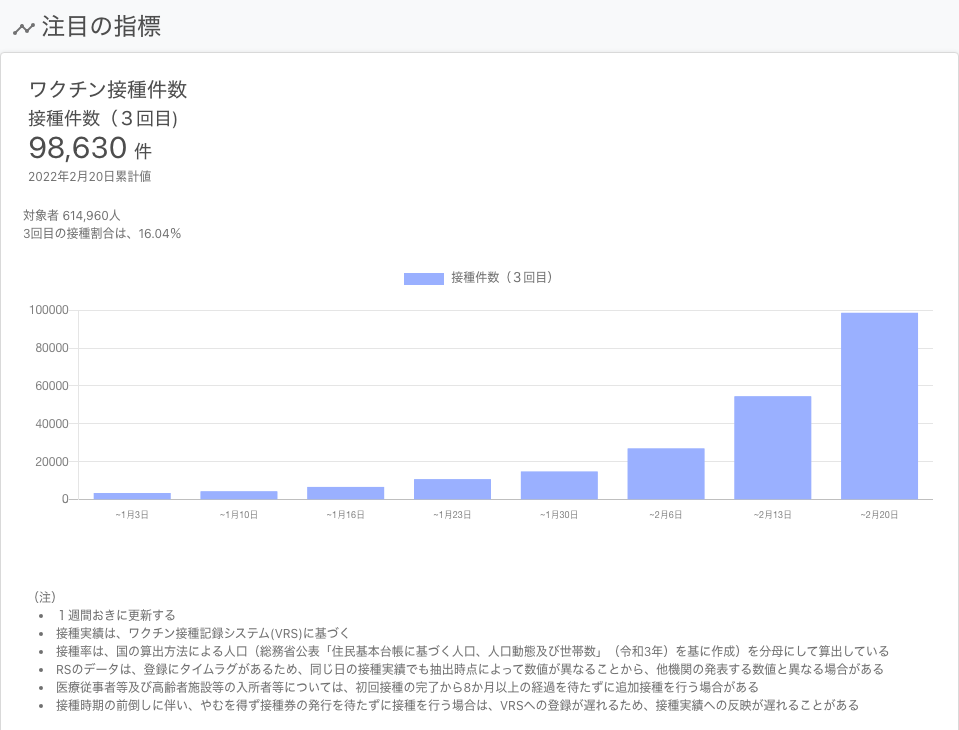 注目の指標
ワクチン接種件数
接種件数（３回目)
98,630 件
2022年2月20日累計値
対象者 614,960人
3回目の接種割合は、16.04%
接種件数（３回目）
100000
80000
60000
40000
20000
0
~1月3日 ~1月10日 ~1月16日 ~1月23日 ~1月30日 ~2月6日 ~2月13日 ~2月20日
（注）
• １週間おきに更新する
• 接種実績は、ワクチン接種記録システム(VRS)に基づく
• 接種率は、国の算出方法による人口（総務省公表「住民基本台帳に基づく人口、人口動態及び世帯数」（令和3年）を基に作成）を分母にして算出している
• RSのデータは、登録にタイムラグがあるため、同じ日の接種実績でも抽出時点によって数値が異なることから、他機関の発表する数値と異なる場合がある
• 医療従事者等及び高齢者施設等の入所者等については、初回接種の完了から8か月以上の経過を待たずに追加接種を行う場合がある
• 接種時期の前倒しに伴い、やむを得ず接種券の発行を待たずに接種を行う場合は、VRSへの登録が遅れるため、接種実績への反映が遅れることがある